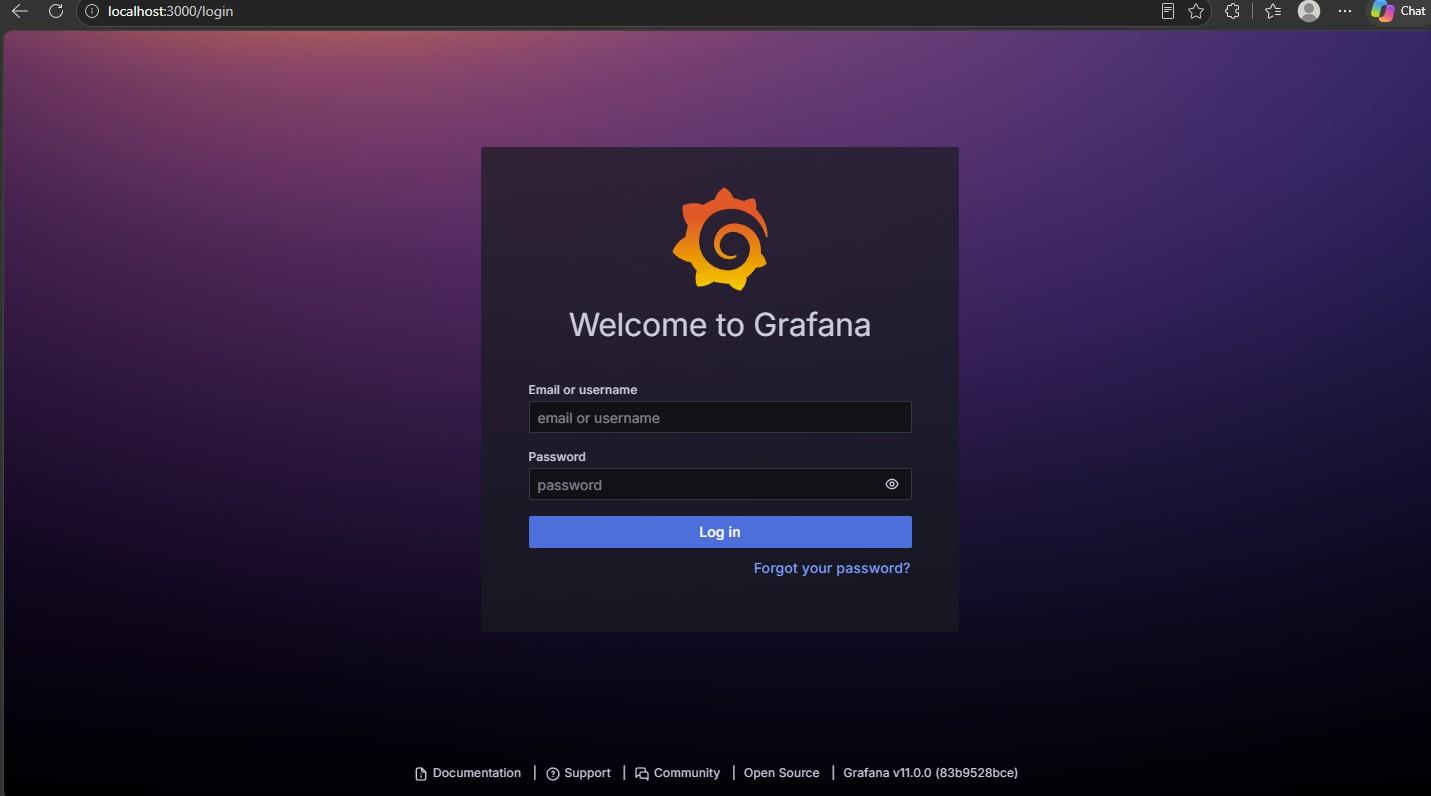 localhost:3000/login
Chat
Welcome to Grafana
Email or username
email or username
Password
password
Log in
Forgot your password?
Documentation | Support | Community | Open Source | Grafana v11.0.0 (83b9528bce)